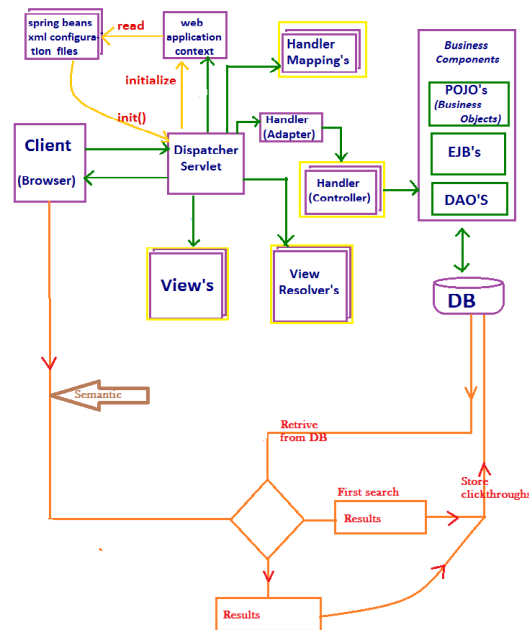 spring beans
xml configura-
tion files
read
web
application
context
initialize
init()
Handler
Mapping's
Business
Components
POJO's
(Business
Objects)
EJB's
DAO'S
Client
(Browser)
Dispatcher
Servlet
Handler
(Adapter)
Handler
(Controller)
View's
View
Resolver's
DB
Semantic
Retrive
from DB
First search
Results
Store
clickthroughs
Results